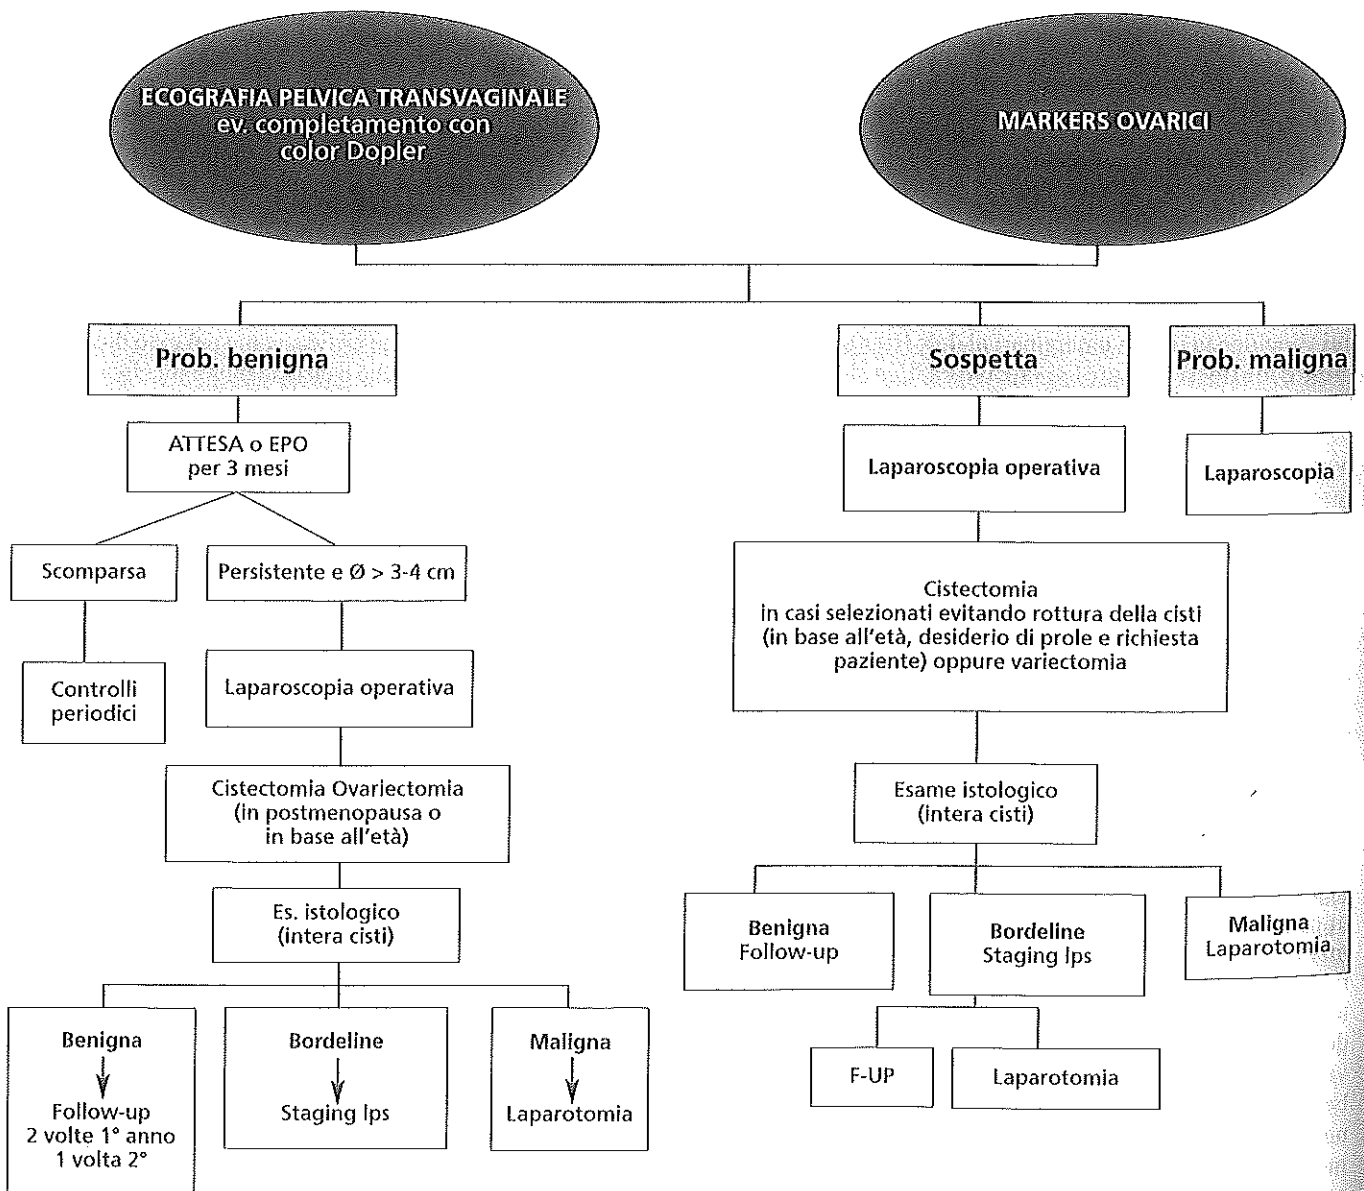 ECOGRAFIA PELVICA TRANSVAGINALE
ev. completamento con
color Dopler
MARKERS OVARICI
Prob. benigna
Sospetta
Prob. maligna
ATTESA o EPO
per 3 mesi
Laparoscopia operativa
Laparoscopia
Scomparsa
Persistente e Ø > 3-4 cm
Cistectomia
in casi selezionati evitando rottura della cisti
(in base all'età, desiderio di prole e richiesta
paziente) oppure variectomia
Controlli
periodici
Laparoscopia operativa
Cistectomia Ovariectomia
(in postmenopausa o
in base all'età)
Esame istologico
(intera cisti)
Es. istologico
(intera cisti)
Benigna
Follow-up
Bordeline
Staging lps
Maligna
Laparotomia
Benigna
Follow-up
2 volte 1° anno
1 volta 2°
Bordeline
Staging lps
Maligna
Laparotomia
F-UP
Laparotomia